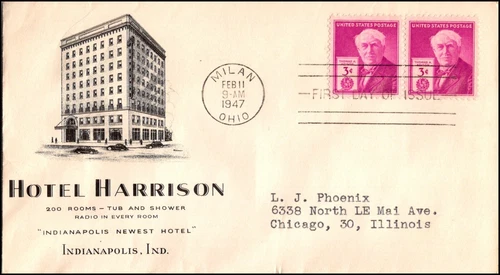 UNITED STATES POSTAGE
3¢
UNITED STATES POSTAGE
3¢
MILAN
FEB 11
9-AM
1947
OHIO
FIRST DAY OF ISSUE
HOTEL HARRISON
200 ROOMS – TUB AND SHOWER
RADIO IN EVERY ROOM
"INDIANAPOLIS NEWEST HOTEL"
INDIANAPOLIS, IND.
L. J. Phoenix
6338 North LE Mai Ave.
Chicago, 30, Illinois